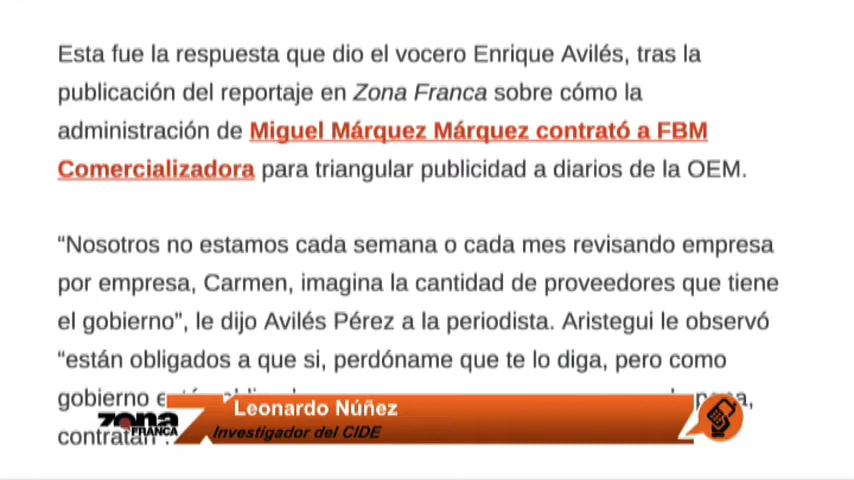 Esta fue la respuesta que dio el vocero Enrique Avilés, tras la
publicación del reportaje en Zona Franca sobre cómo la
administración de Miguel Márquez Márquez contrató a FBM
Comercializadora para triangular publicidad a diarios de la OEM.
“Nosotros no estamos cada semana o cada mes revisando empresa
por empresa, Carmen, imagina la cantidad de proveedores que tiene
el gobierno”, le dijo Avilés Pérez a la periodista. Aristegui le observó
“están obligados a que si, perdóname que te lo diga, pero como
gobierno
contratan”.
zona
FRANCA
Leonardo Núñez
Investigador del CIDE